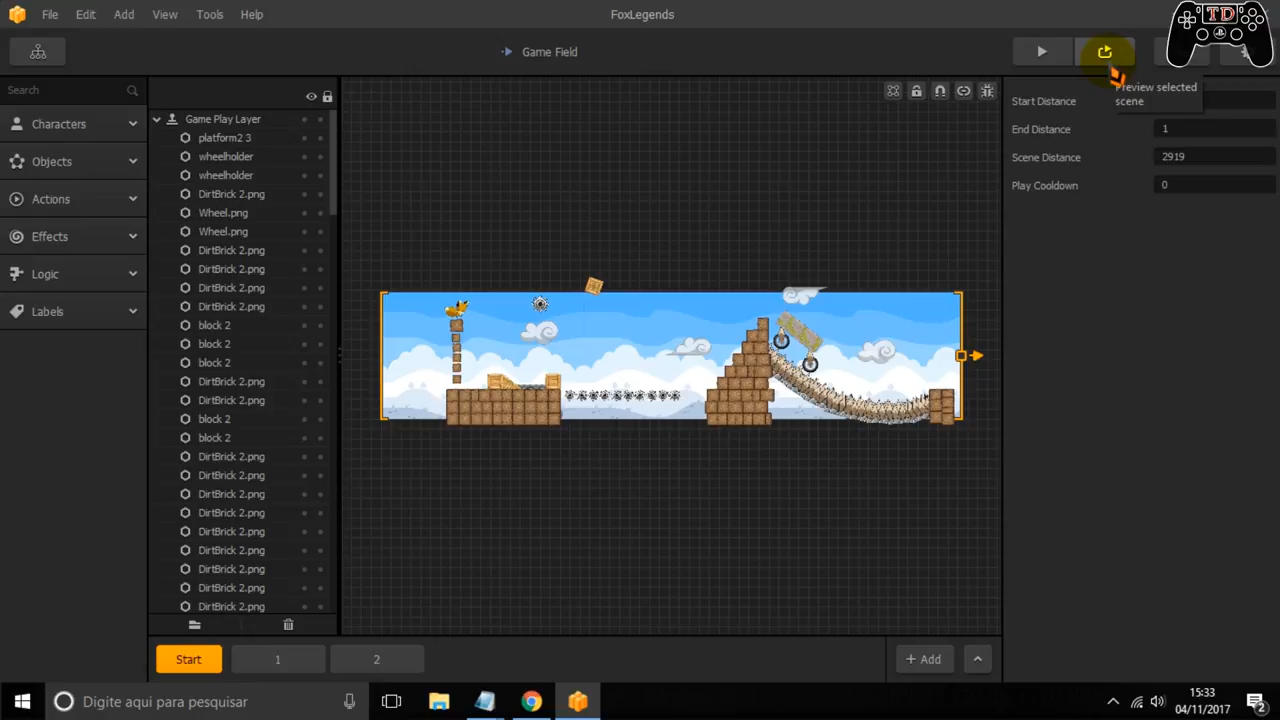 File Edit Add View Tools Help
FoxLegends
TD
Game Field
Search
Characters
Objects
Actions
Effects
Logic
Labels
Game Play Layer
platform2 3
wheelholder
wheelholder
DirtBrick 2.png
Wheel.png
Wheel.png
DirtBrick 2.png
DirtBrick 2.png
DirtBrick 2.png
DirtBrick 2.png
block 2
block 2
block 2
DirtBrick 2.png
DirtBrick 2.png
block 2
block 2
DirtBrick 2.png
DirtBrick 2.png
DirtBrick 2.png
DirtBrick 2.png
DirtBrick 2.png
DirtBrick 2.png
DirtBrick 2.png
DirtBrick 2.png
DirtBrick 2.png
Preview selected
scene
Start Distance
End Distance 1
Scene Distance 2919
Play Cooldown 0
Start 1 2
+ Add
Digite aqui para pesquisar
15:33
04/11/2017
2